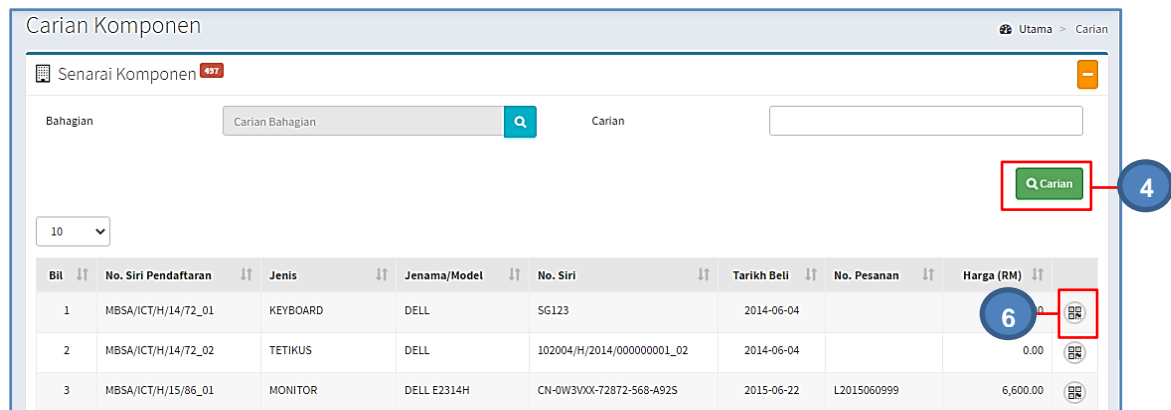 Carian Komponen
Utama > Carian
Senarai Komponen 497
Bahagian Carian Bahagian Carian
Carian
4
10
Bil No. Siri Pendaftaran Jenis Jenama/Model No. Siri Tarikh Beli No. Pesanan Harga (RM)
1 MBSA/ICT/H/14/72_01 KEYBOARD DELL SG123 2014-06-04
6
2 MBSA/ICT/H/14/72_02 TETIKUS DELL 102004/H/2014/000000001_02 2014-06-04 0.00
3 MBSA/ICT/H/15/86_01 MONITOR DELL E2314H CN-0W3VXX-72872-568-A92S 2015-06-22 L2015060999 6,600.00